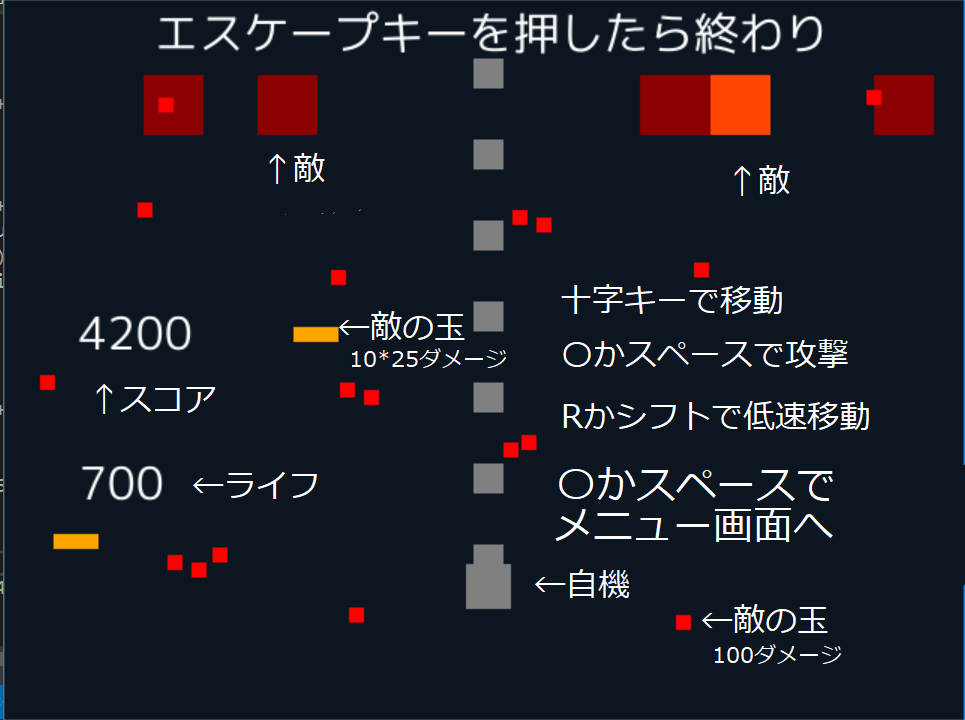 エスケープキーを押したら終わり
↑敵
↑敵
十字キーで移動
4200
←敵の玉
10*25ダメージ
〇かスペースで攻撃
↑スコア
Rかシフトで低速移動
700
←ライフ
〇かスペースで
メニュー画面へ
←自機
←敵の玉
100ダメージ